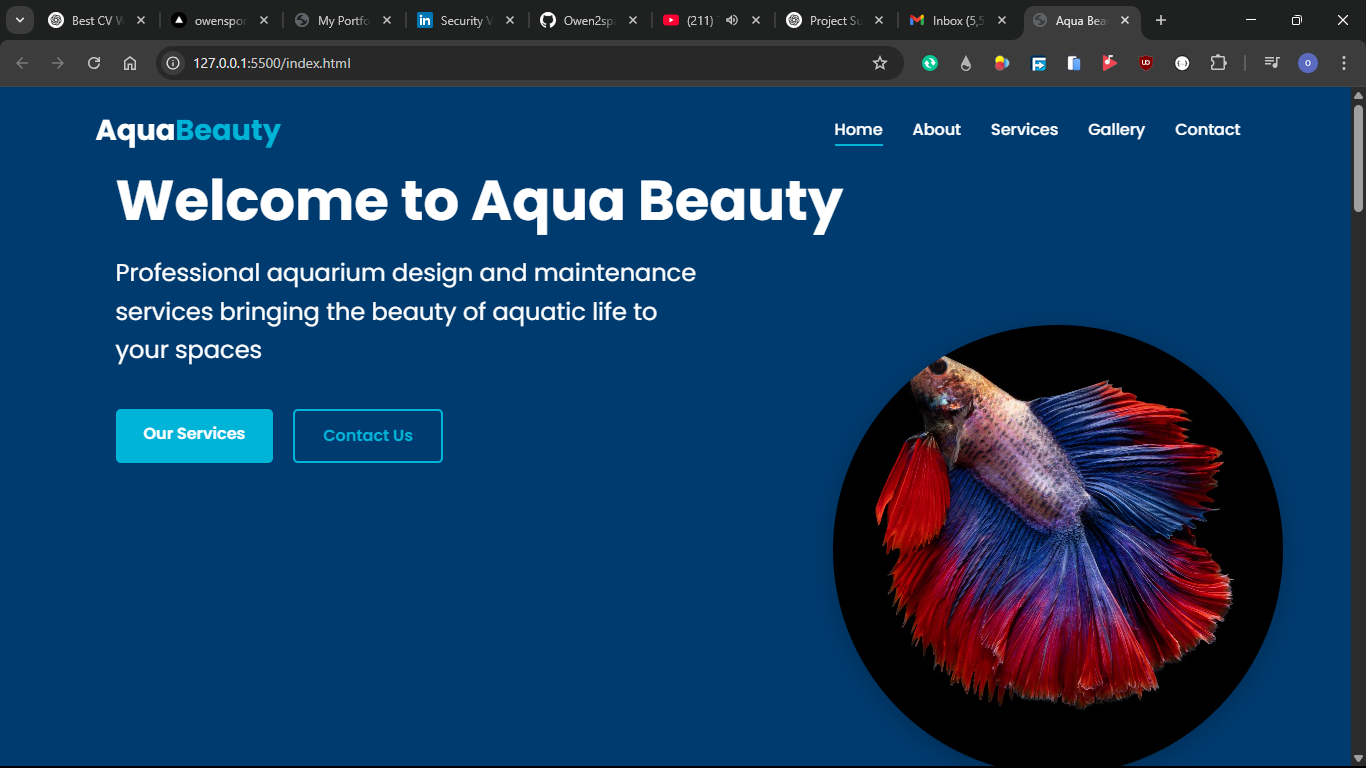 Best CV W
owenspor
My Portfo
Security V
Owen2spa
(211)
Project Su
Inbox (5,5
Aqua Bea
127.0.0.1:5500/index.html
AquaBeauty
Home About Services Gallery Contact
Welcome to Aqua Beauty
Professional aquarium design and maintenance
services bringing the beauty of aquatic life to
your spaces
Our Services
Contact Us